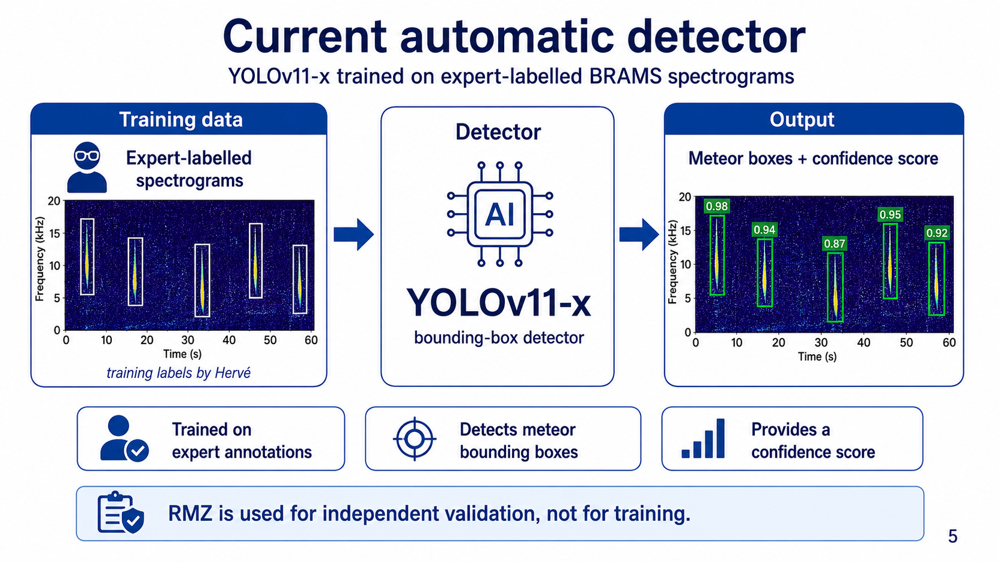 Current automatic detector
YOLOv11-x trained on expert-labelled BRAMS spectrograms
Training data
Expert-labelled
spectrograms
Frequency (kHz)
20
15
10
5
0
0 10 20 30 40 50 60
Time (s)
training labels by Hervé
Detector
AI
YOLOv11-x
bounding-box detector
Output
Meteor boxes + confidence score
Frequency (kHz)
20
15
10
5
0
0.98
0.94
0.87
0.95
0.92
0 10 20 30 40 50 60
Time (s)
Trained on
expert annotations
Detects meteor
bounding boxes
Provides a
confidence score
RMZ is used for independent validation, not for training.
5